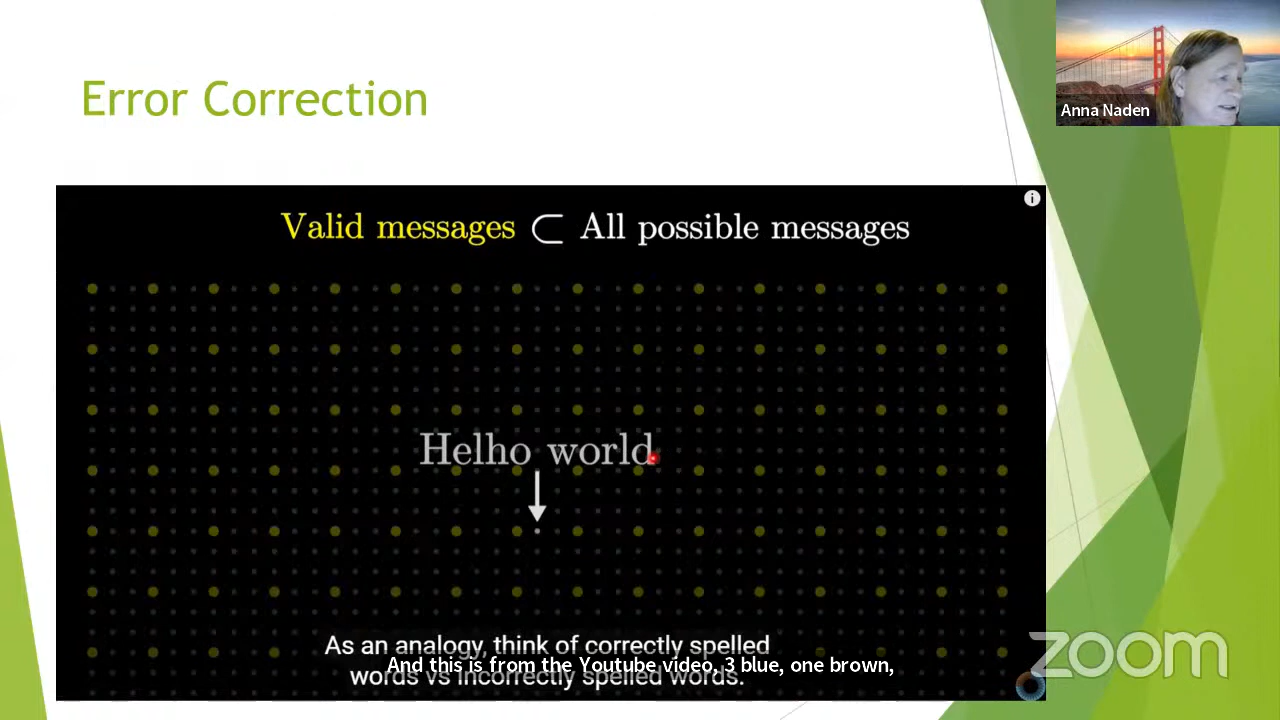 Error Correction
Anna Naden
Valid messages ⊂ All possible messages
Helho world
As an analogy, think of correctly spelled
words vs incorrectly spelled words.
And this is from the Youtube video, 3 blue, one brown,
zoom